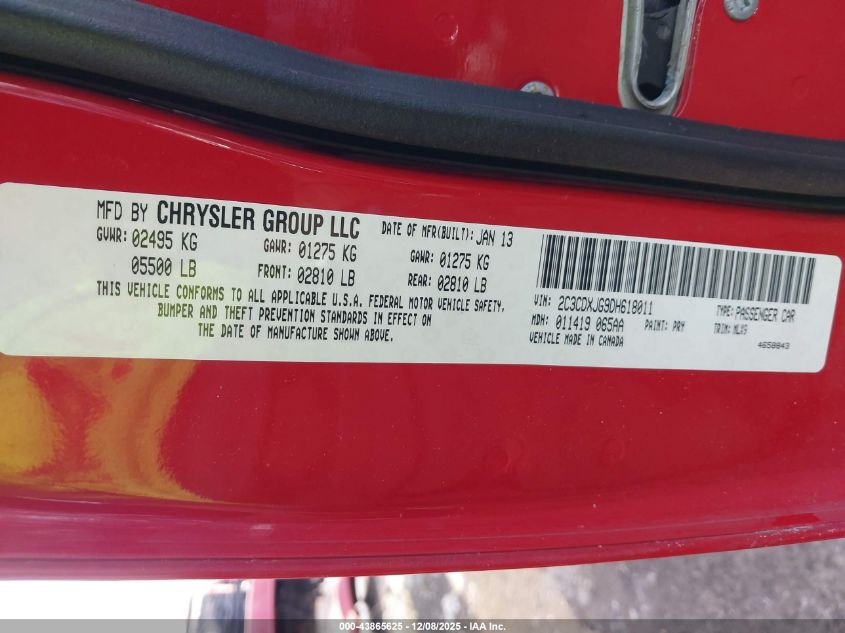 MFD BY CHRYSLER GROUP LLC DATE OF MFR(BUILT): JAN 13
GVWR: 02495 KG GAWR: 01275 KG GAWR: 01275 KG
05500 LB FRONT: 02810 LB REAR: 02810 LB
THIS VEHICLE CONFORMS TO ALL APPLICABLE U.S.A. FEDERAL MOTOR VEHICLE SAFETY,
BUMPER AND THEFT PREVENTION STANDARDS IN EFFECT ON
THE DATE OF MANUFACTURE SHOWN ABOVE.
VIN: 2C3CDXJG9DH618011 TYPE: PASSENGER CAR
MDH: 011419 065AA PAINT: PRY TRIM: MLX9
VEHICLE MADE IN CANADA
4658843
000-43865625 - 12/08/2025 - IAA Inc.